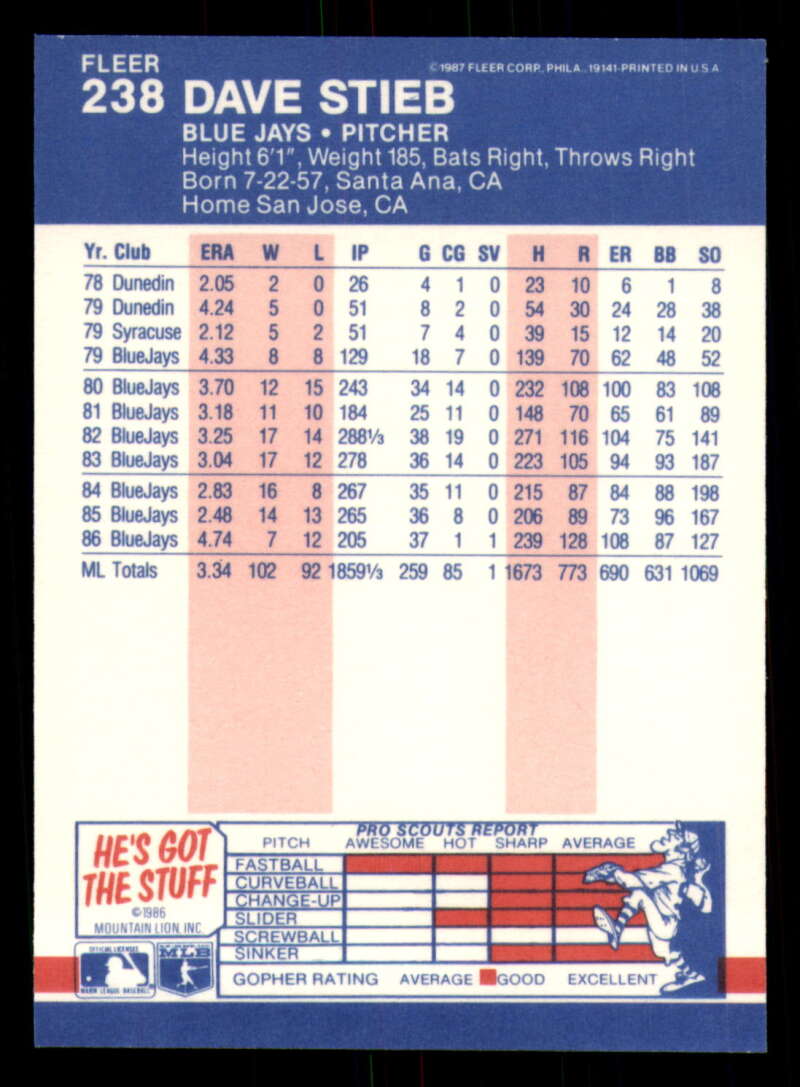 FLEER
©1987 FLEER CORP., PHILA., 19141-PRINTED IN U.S.A.
238 DAVE STIEB
BLUE JAYS • PITCHER
Height 6'1", Weight 185, Bats Right, Throws Right
Born 7-22-57, Santa Ana, CA
Home San Jose, CA
Yr. Club ERA W L IP G CG SV H R ER BB SO
78 Dunedin 2.05 2 0 26 4 1 0 23 10 6 1 8
79 Dunedin 4.24 5 0 51 8 2 0 54 30 24 28 38
79 Syracuse 2.12 5 2 51 7 4 0 39 15 12 14 20
79 BlueJays 4.33 8 8 129 18 7 0 139 70 62 48 52
80 BlueJays 3.70 12 15 243 34 14 0 232 108 100 83 108
81 BlueJays 3.18 11 10 184 25 11 0 148 70 65 61 89
82 BlueJays 3.25 17 14 288⅓ 38 19 0 271 116 104 75 141
83 BlueJays 3.04 17 12 278 36 14 0 223 105 94 93 187
84 BlueJays 2.83 16 8 267 35 11 0 215 87 84 88 198
85 BlueJays 2.48 14 13 265 36 8 0 206 89 73 96 167
86 BlueJays 4.74 7 12 205 37 1 1 239 128 108 87 127
ML Totals 3.34 102 92 1859⅓ 259 85 1 1673 773 690 631 1069
HE'S GOT
THE STUFF
©1986
MOUNTAIN LION, INC.
PRO SCOUTS REPORT
PITCH AWESOME HOT SHARP AVERAGE
FASTBALL
CURVEBALL
CHANGE-UP
SLIDER
SCREWBALL
SINKER
GOPHER RATING AVERAGE GOOD EXCELLENT
OFFICIAL LICENSEE
MAJOR LEAGUE BASEBALL
MLB